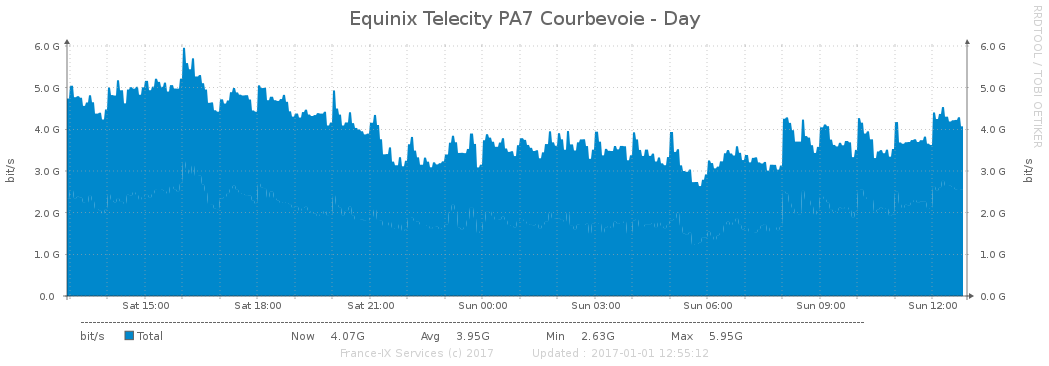 Equinix Telecity PA7 Courbevoie - Day
RRDTOOL / TOBI OETIKER
6.0 G 6.0 G
5.0 G 5.0 G
4.0 G 4.0 G
3.0 G 3.0 G
2.0 G 2.0 G
1.0 G 1.0 G
0.0 0.0 G
bit/s bit/s
Sat 15:00 Sat 18:00 Sat 21:00 Sun 00:00 Sun 03:00 Sun 06:00 Sun 09:00 Sun 12:00
bit/s Total Now 4.07G Avg 3.95G Min 2.63G Max 5.95G
France-IX Services (c) 2017 Updated : 2017-01-01 12:55:12